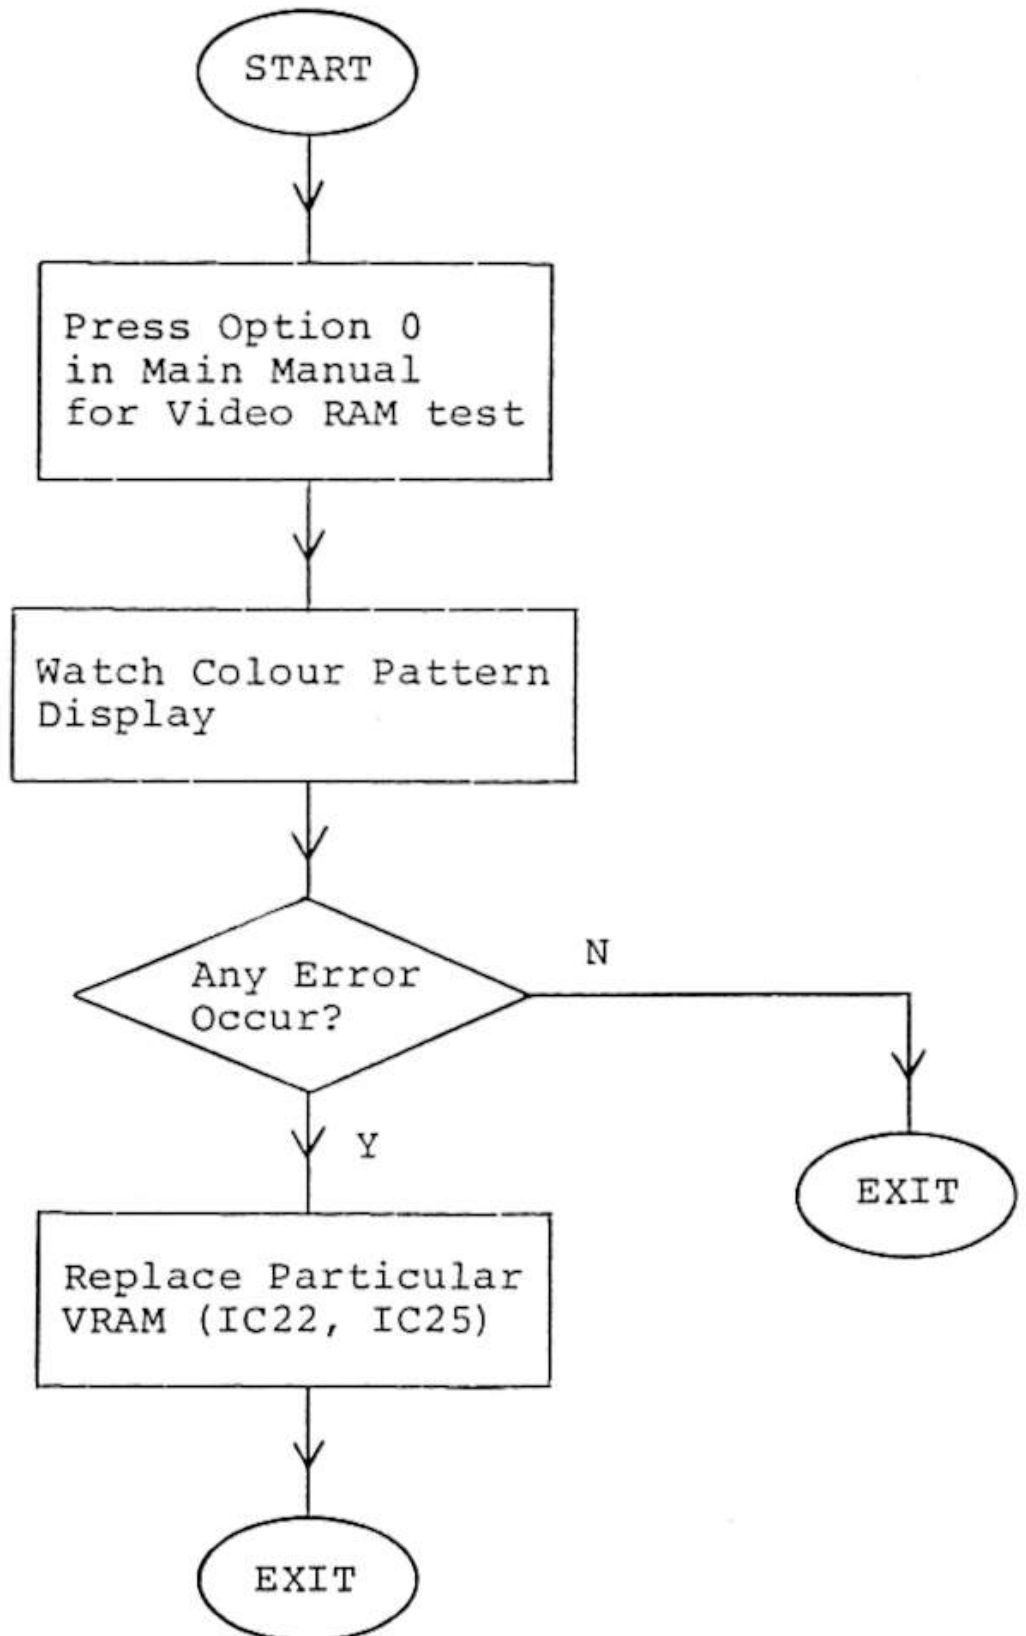 START
Press Option 0
in Main Manual
for Video RAM test
Watch Colour Pattern
Display
Any Error
Occur?
N
Y
EXIT
Replace Particular
VRAM (IC22, IC25)
EXIT